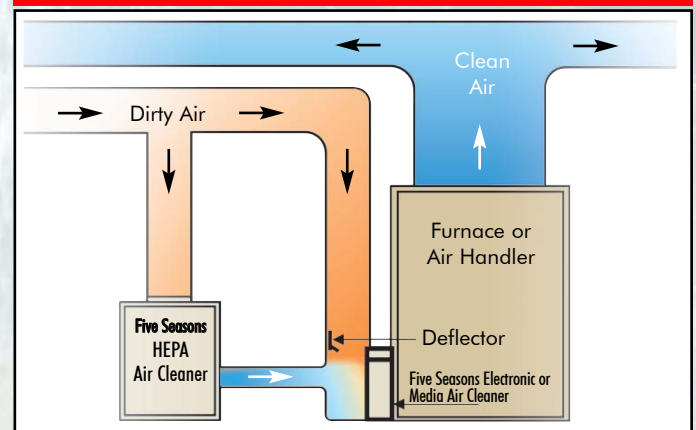 Clean
Air
Dirty Air
Furnace or
Air Handler
Five Seasons
HEPA
Air Cleaner
Deflector
Five Seasons Electronic or
Media Air Cleaner